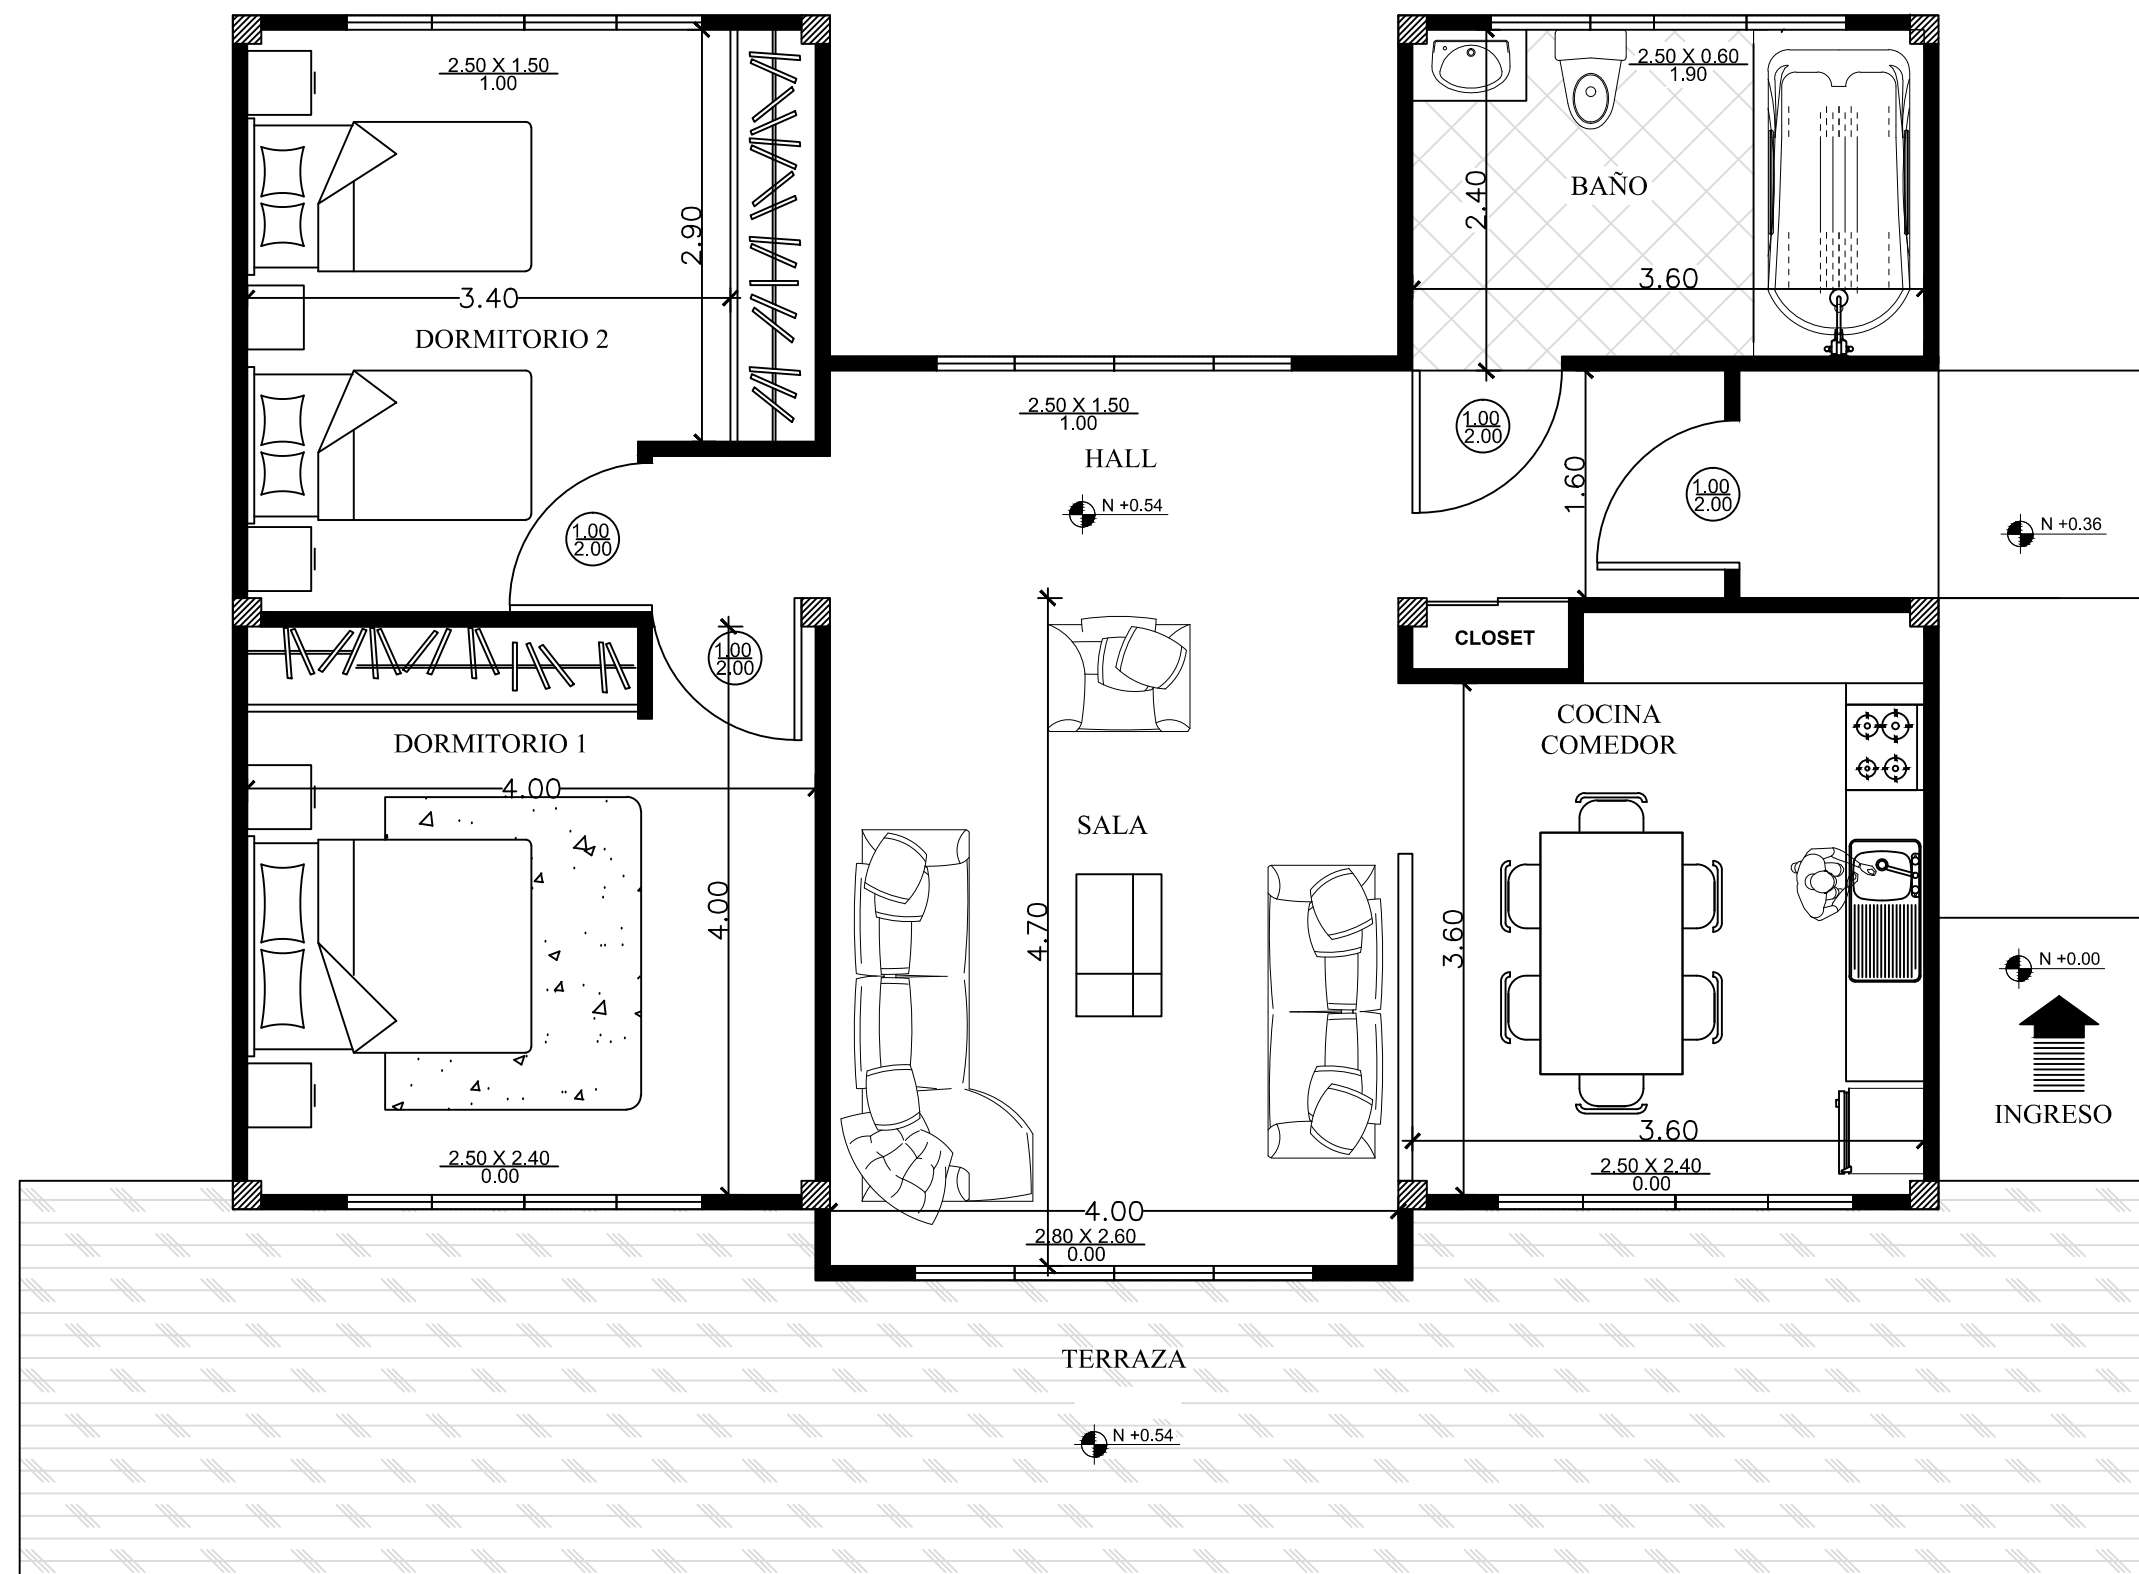 2.50 X 1.50
1.00
2.50 X 0.60
1.90
BAÑO
2.40
2.90
3.60
3.40
DORMITORIO 2
2.50 X 1.50
1.00
HALL
N +0.54
1.00
2.00
1.60
1.00
2.00
N +0.36
1.00
2.00
1.00
2.00
CLOSET
DORMITORIO 1
4.00
COCINA
COMEDOR
SALA
4.00
4.70
3.60
N +0.00
INGRESO
3.60
2.50 X 2.40
0.00
2.50 X 2.40
0.00
4.00
2.80 X 2.60
0.00
TERRAZA
N +0.54